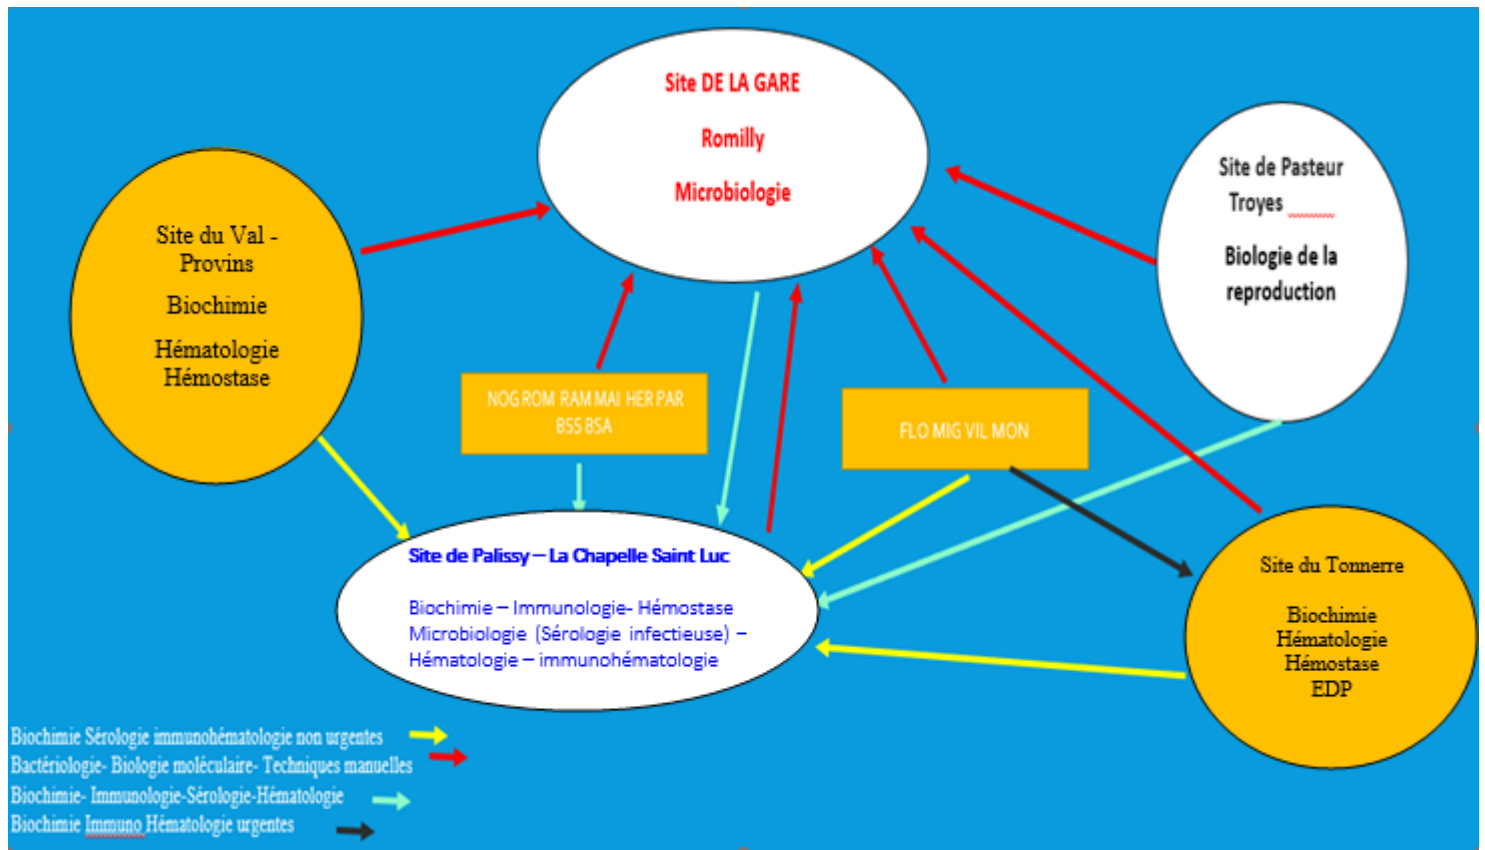 Site DE LA GARE
Romilly
Microbiologie
Site de Pasteur
Troyes
Biologie de la
reproduction
Site du Val -
Provins
Biochimie
Hématologie
Hémostase
NOG ROM RAM MAI HER PAR
BSS BSA
FLO MIG VIL MON
Site de Palissy – La Chapelle Saint Luc
Biochimie – Immunologie- Hémostase
Microbiologie (Sérologie infectieuse) –
Hématologie – immunohématologie
Site du Tonnerre
Biochimie
Hématologie
Hémostase
EDP
Biochimie Sérologie immunohématologie non urgentes
Bactériologie- Biologie moléculaire- Techniques manuelles
Biochimie- Immunologie-Sérologie-Hématologie
Biochimie Immuno Hématologie urgentes